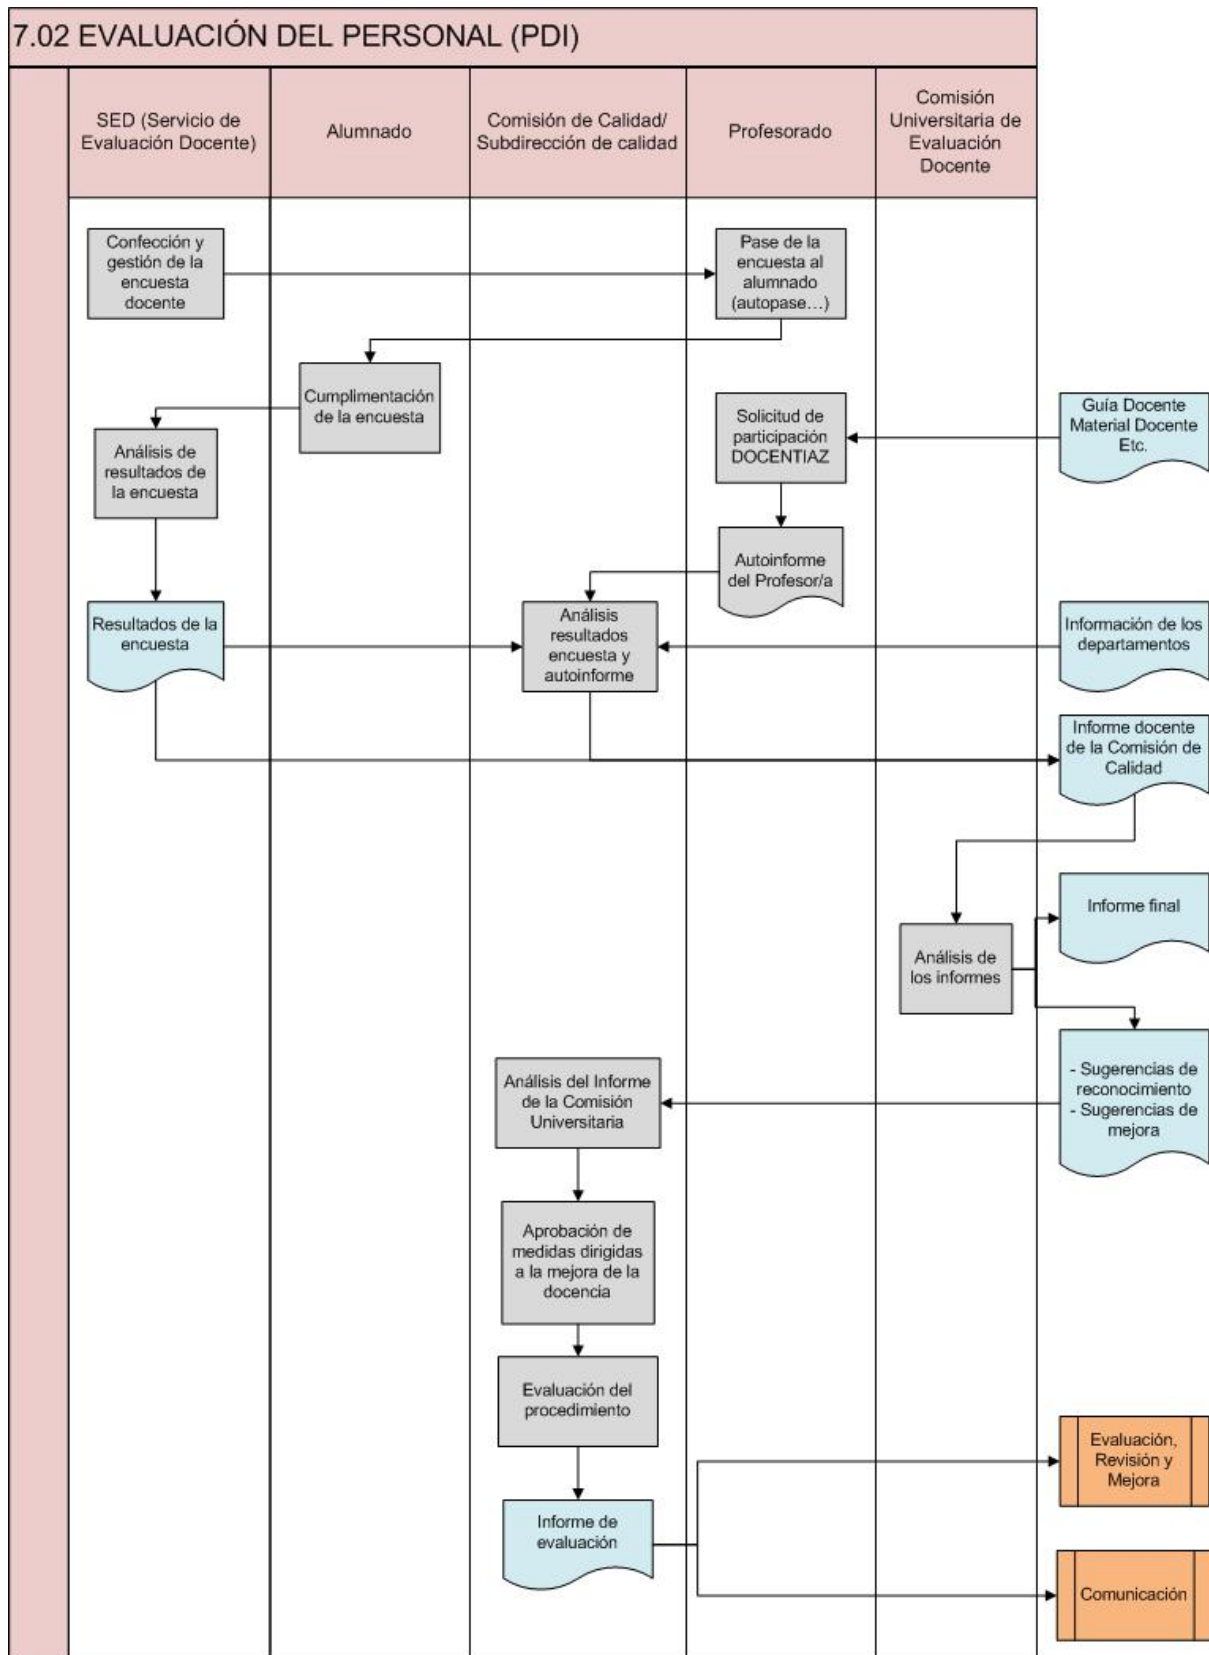 7.02 EVALUACIÓN DEL PERSONAL (PDI)
SED (Servicio de
Evaluación Docente)
Alumnado
Comisión de Calidad/
Subdirección de calidad
Profesorado
Comisión
Universitaria de
Evaluación
Docente
Confección y
gestión de la
encuesta
docente
Pase de la
encuesta al
alumnado
(autopase…)
Cumplimentación
de la encuesta
Solicitud de
participación
DOCENTIAZ
Guía Docente
Material Docente
Etc.
Análisis de
resultados de
la encuesta
Autoinforme
del Profesor/a
Resultados de la
encuesta
Análisis
resultados
encuesta y
autoinforme
Información de los
departamentos
Informe docente
de la Comisión de
Calidad
Informe final
Análisis de
los informes
- Sugerencias de
reconocimiento
- Sugerencias de
mejora
Análisis del Informe
de la Comisión
Universitaria
Aprobación de
medidas dirigidas
a la mejora de la
docencia
Evaluación del
procedimiento
Evaluación,
Revisión y
Mejora
Informe de
evaluación
Comunicación